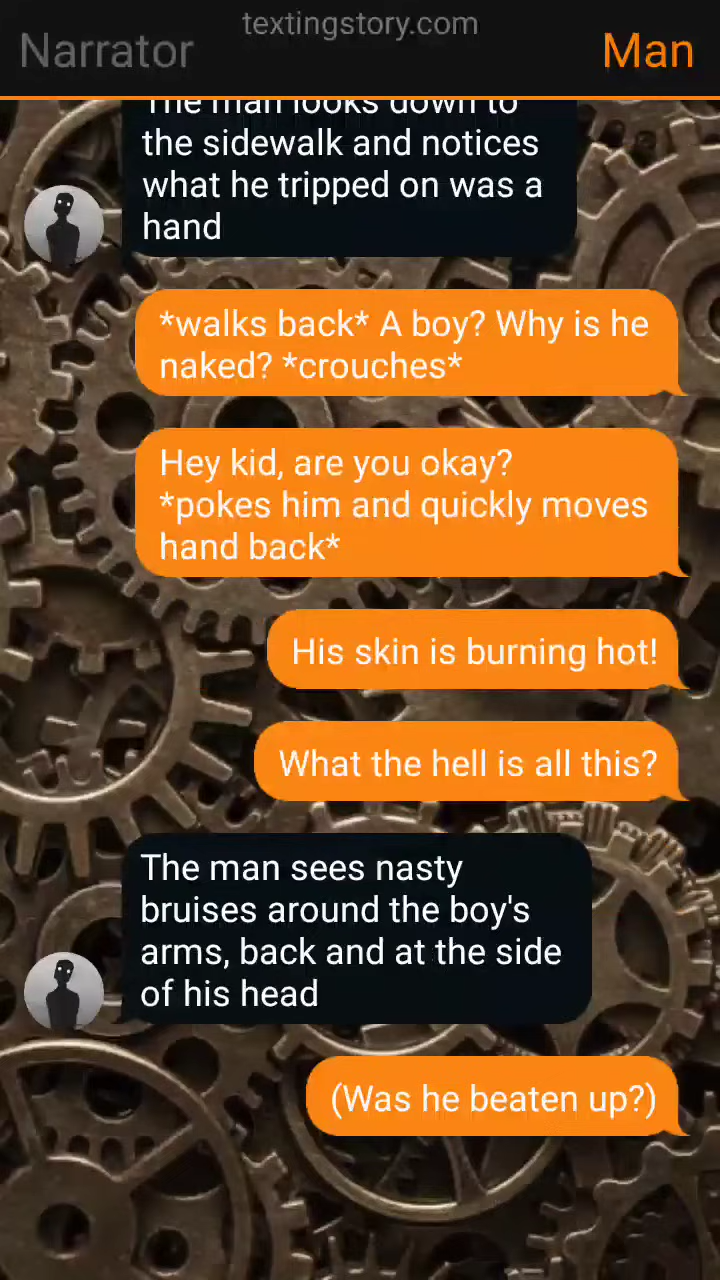 textingstory.com
Narrator
Man
The man looks down to
the sidewalk and notices
what he tripped on was a
hand
*walks back* A boy? Why is he
naked? *crouches*
Hey kid, are you okay?
*pokes him and quickly moves
hand back*
His skin is burning hot!
What the hell is all this?
The man sees nasty
bruises around the boy's
arms, back and at the side
of his head
(Was he beaten up?)